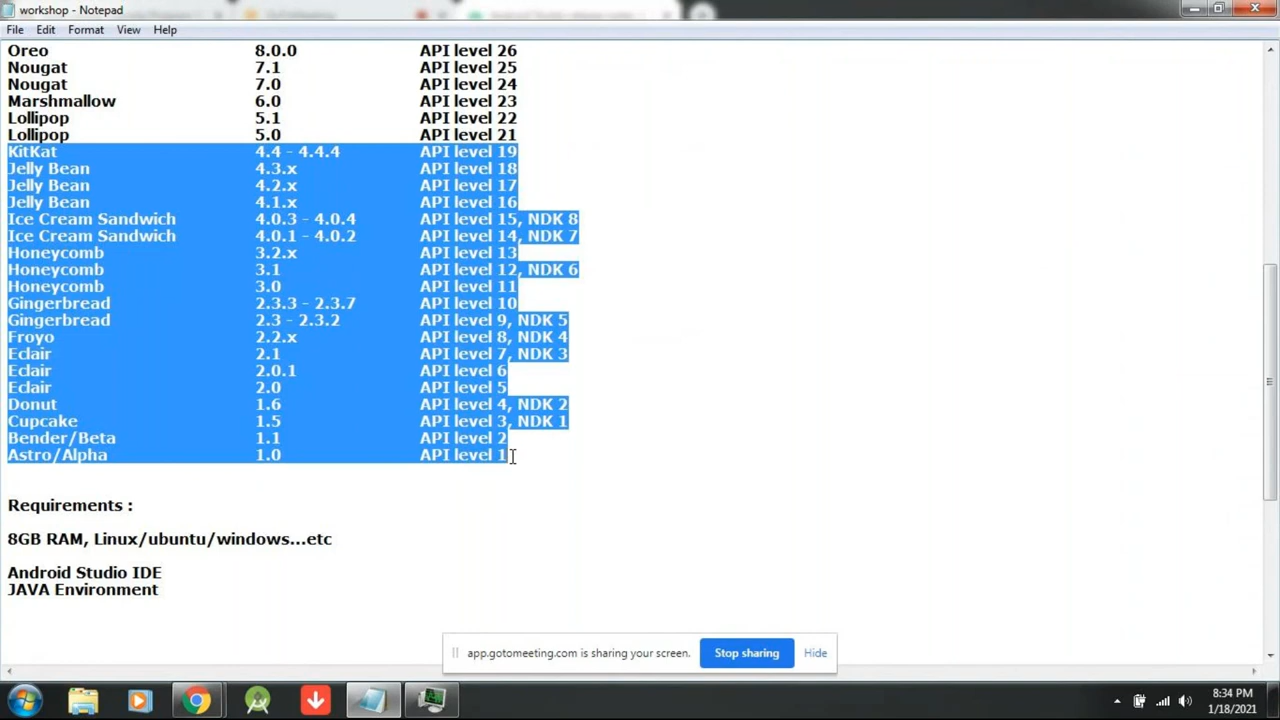 workshop - Notepad
File Edit Format View Help
Oreo 8.0.0 API level 26
Nougat 7.1 API level 25
Nougat 7.0 API level 24
Marshmallow 6.0 API level 23
Lollipop 5.1 API level 22
Lollipop 5.0 API level 21
KitKat 4.4 - 4.4.4 API level 19
Jelly Bean 4.3.x API level 18
Jelly Bean 4.2.x API level 17
Jelly Bean 4.1.x API level 16
Ice Cream Sandwich 4.0.3 - 4.0.4 API level 15, NDK 8
Ice Cream Sandwich 4.0.1 - 4.0.2 API level 14, NDK 7
Honeycomb 3.2.x API level 13
Honeycomb 3.1 API level 12, NDK 6
Honeycomb 3.0 API level 11
Gingerbread 2.3.3 - 2.3.7 API level 10
Gingerbread 2.3 - 2.3.2 API level 9, NDK 5
Froyo 2.2.x API level 8, NDK 4
Eclair 2.1 API level 7, NDK 3
Eclair 2.0.1 API level 6
Eclair 2.0 API level 5
Donut 1.6 API level 4, NDK 2
Cupcake 1.5 API level 3, NDK 1
Bender/Beta 1.1 API level 2
Astro/Alpha 1.0 API level 1
Requirements :
8GB RAM, Linux/ubuntu/windows...etc
Android Studio IDE
JAVA Environment
app.gotomeeting.com is sharing your screen. Stop sharing Hide
8:34 PM
1/18/2021